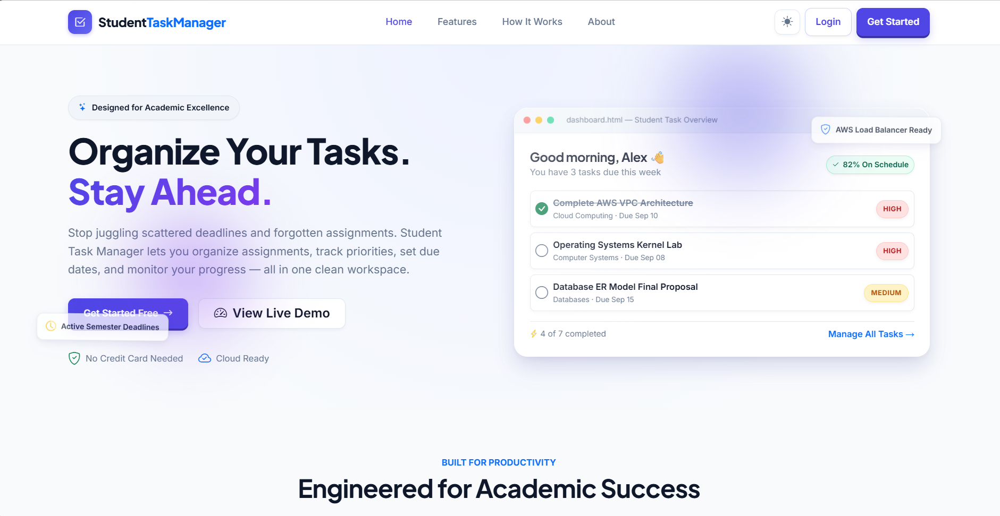 StudentTaskManager
Home
Features
How It Works
About
Login
Get Started
Designed for Academic Excellence
Organize Your Tasks.
Stay Ahead.
Stop juggling scattered deadlines and forgotten assignments. Student
Task Manager lets you organize assignments, track priorities, set due
dates, and monitor your progress — all in one clean workspace.
Get Started Free →
View Live Demo
Active Semester Deadlines
No Credit Card Needed
Cloud Ready
dashboard.html — Student Task Overview
AWS Load Balancer Ready
Good morning, Alex 👋
You have 3 tasks due this week
82% On Schedule
Complete AWS VPC Architecture
Cloud Computing · Due Sep 10
HIGH
Operating Systems Kernel Lab
Computer Systems · Due Sep 08
HIGH
Database ER Model Final Proposal
Databases · Due Sep 15
MEDIUM
4 of 7 completed
Manage All Tasks →
BUILT FOR PRODUCTIVITY
Engineered for Academic Success